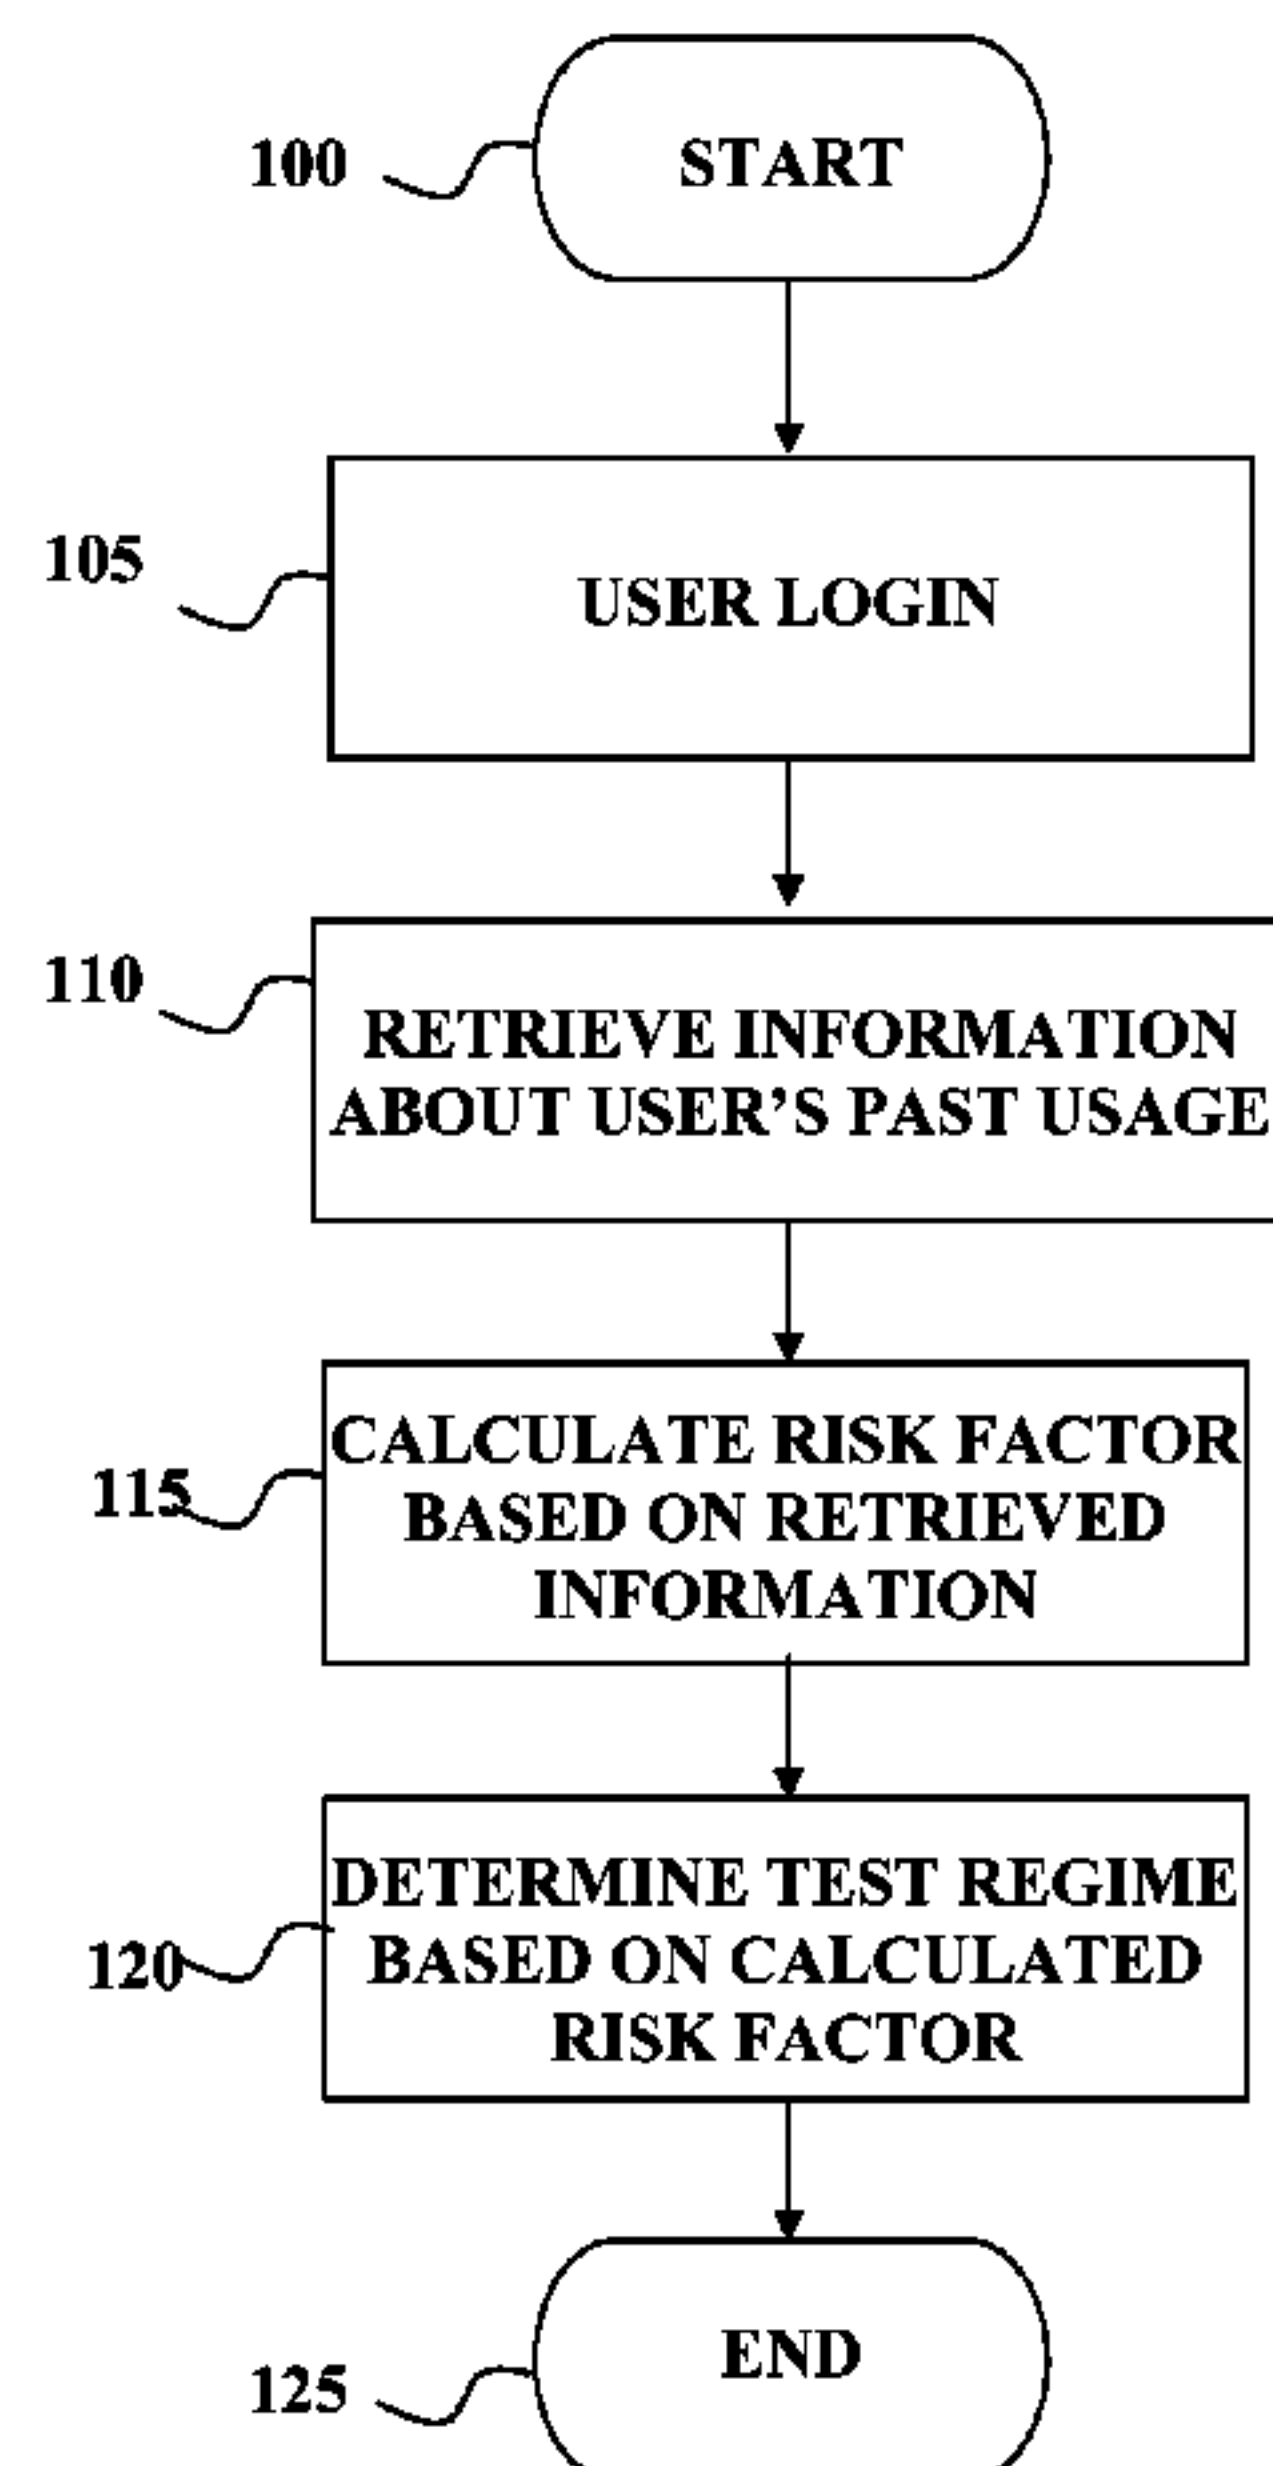 100
START
105
USER LOGIN
110
RETRIEVE INFORMATION
ABOUT USER’S PAST USAGE
115
CALCULATE RISK FACTOR
BASED ON RETRIEVED
INFORMATION
120
DETERMINE TEST REGIME
BASED ON CALCULATED
RISK FACTOR
125
END